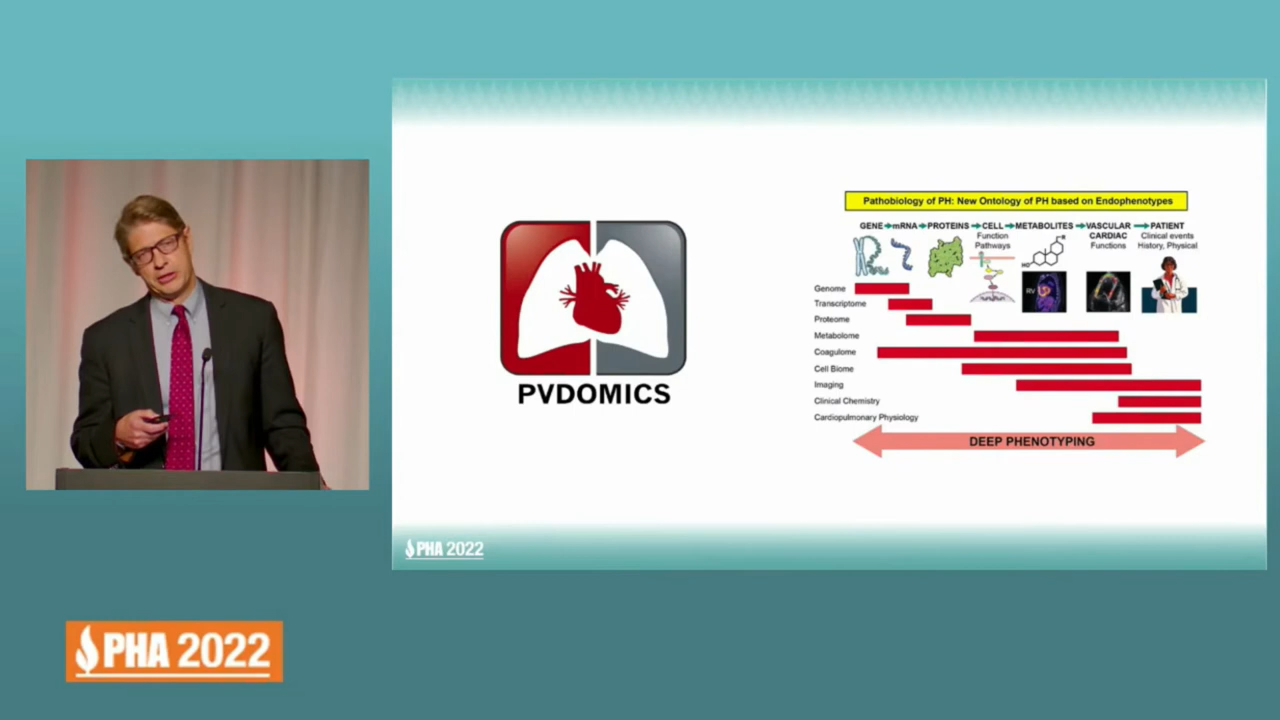 PVDOMICS
Pathobiology of PH: New Ontology of PH based on Endophenotypes
GENE mRNA PROTEINS CELL METABOLITES VASCULAR PATIENT
Function CARDIAC Clinical events
Pathways Functions History, Physical
HO
RV
Genome
Transcriptome
Proteome
Metabolome
Coagulome
Cell Biome
Imaging
Clinical Chemistry
Cardiopulmonary Physiology
DEEP PHENOTYPING
PHA 2022
PHA 2022